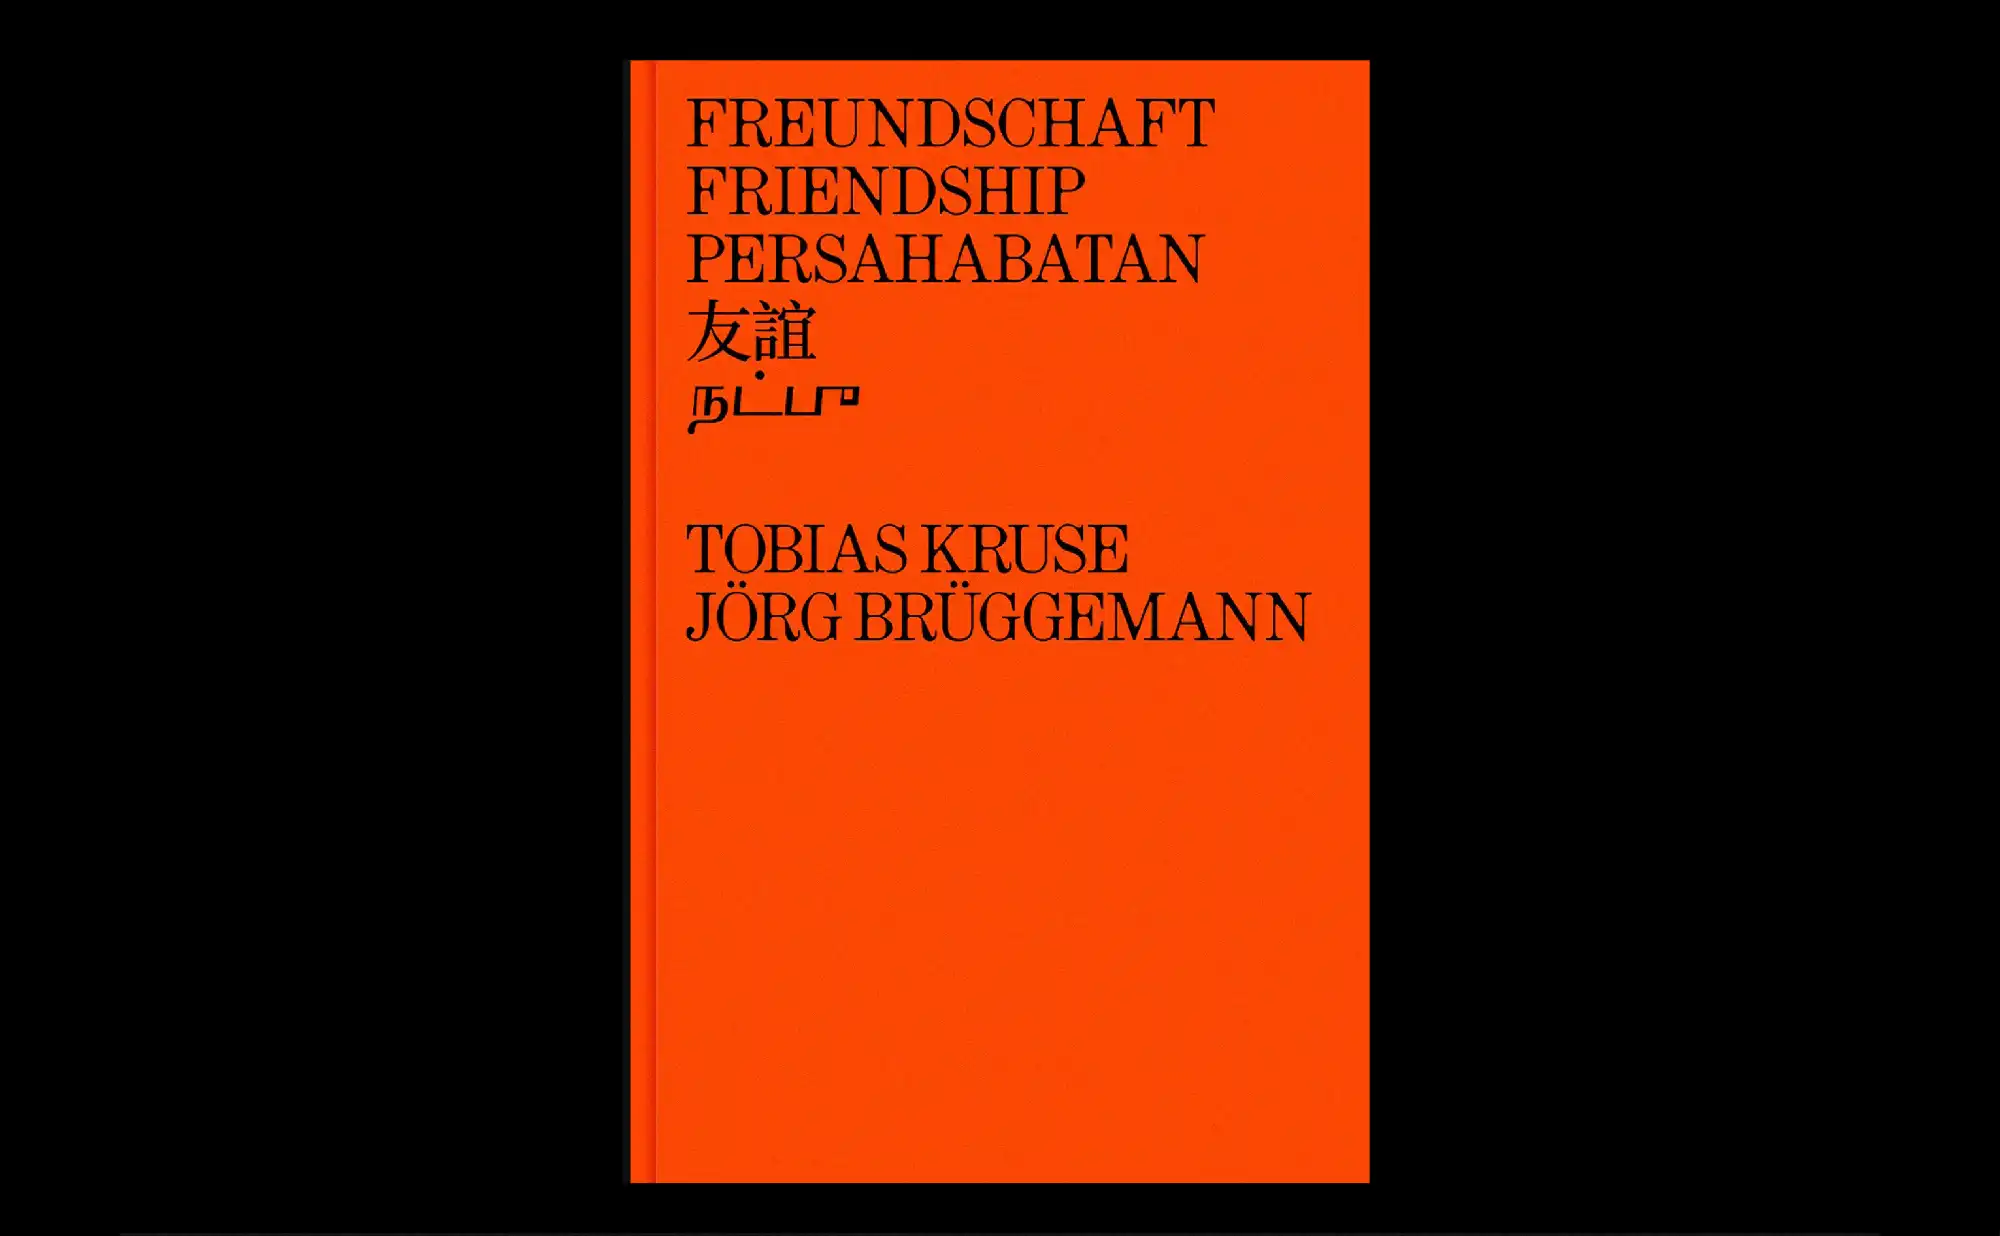 FREUNDSCHAFT
FRIENDSHIP
PERSAHABATAN
友誼
நட்பு
TOBIAS KRUSE
JÖRG BRÜGGEMANN